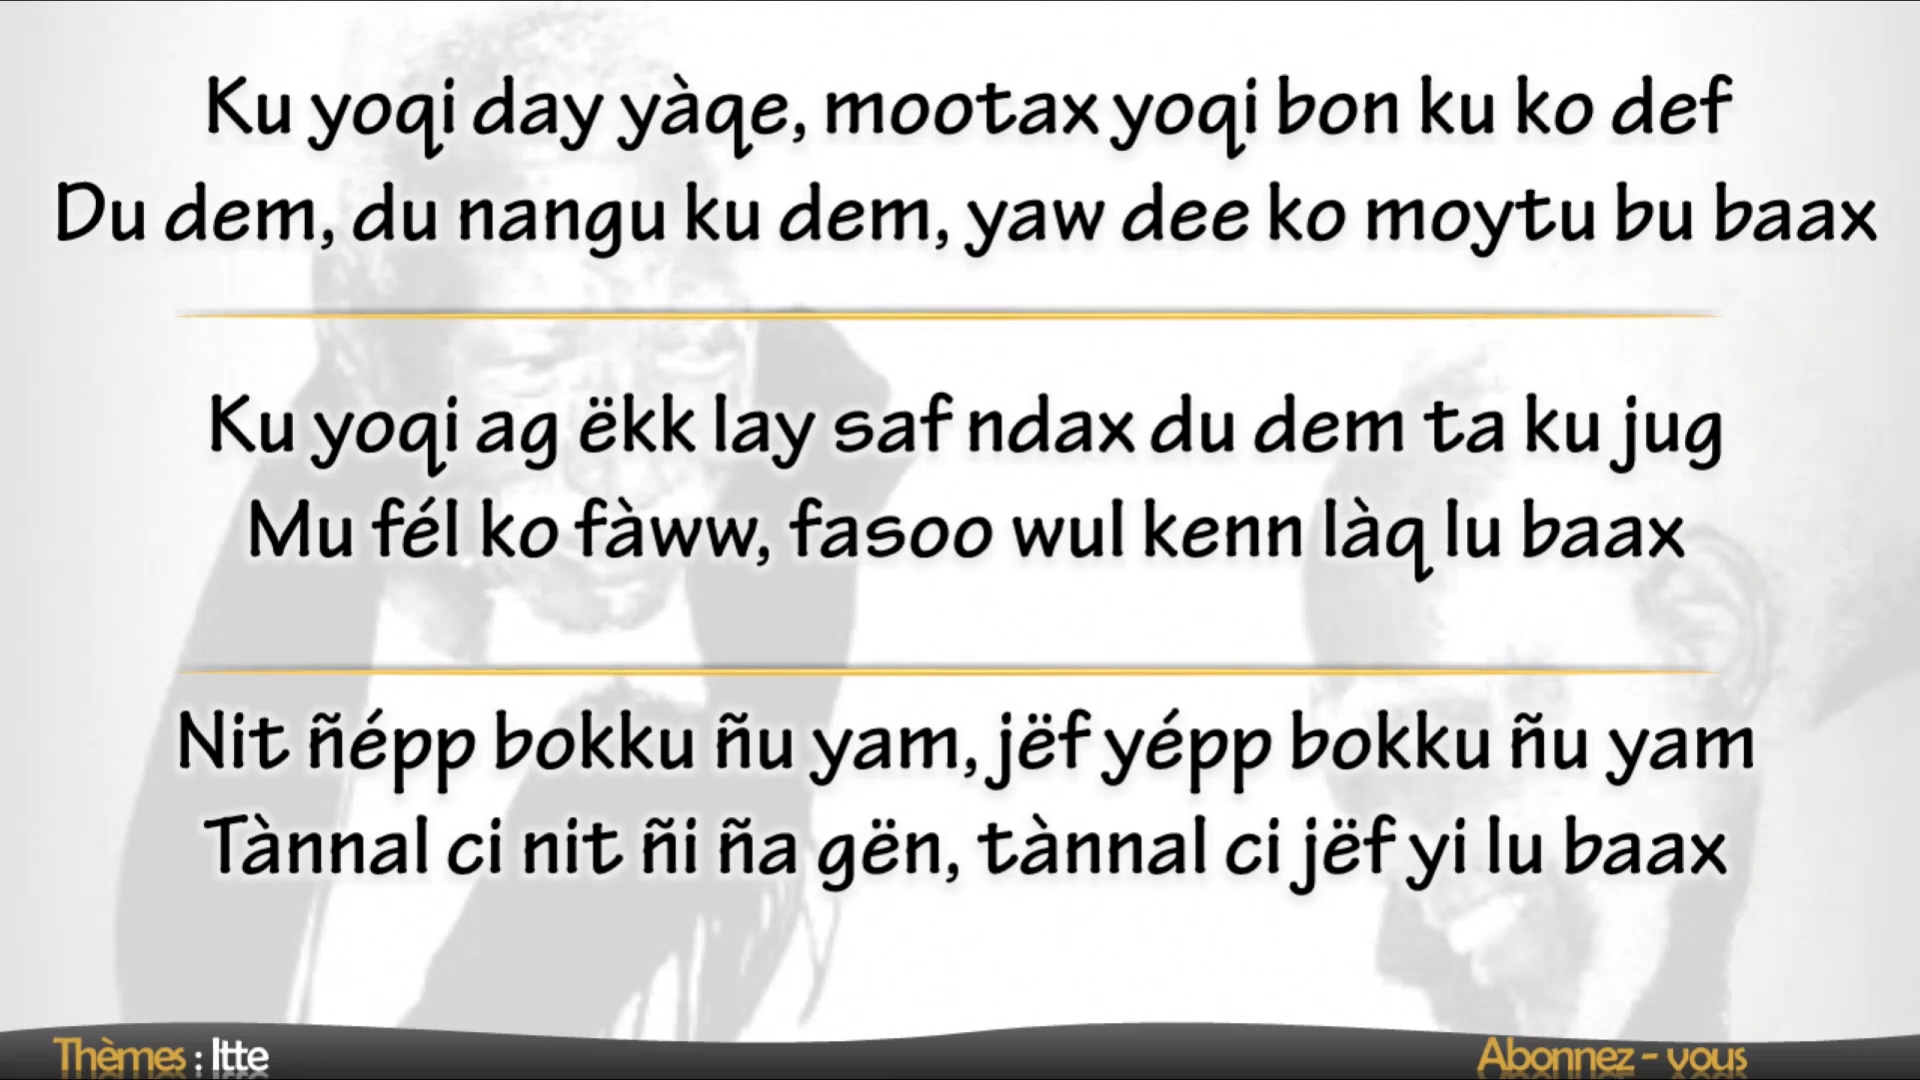 Ku yoqi day yàqe, mootax yoqi bon ku ko def
Du dem, du nangu ku dem, yaw dee ko moytu bu baax
Ku yoqi ag ëkk lay saf ndax du dem ta ku jug
Mu fél ko fàww, fasoo wul kenn làq lu baax
Nit ñépp bokku ñu yam, jëf yépp bokku ñu yam
Tànnal ci nit ñi ña gën, tànnal ci jëf yi lu baax
Thèmes : Itte
Abonnez - vous